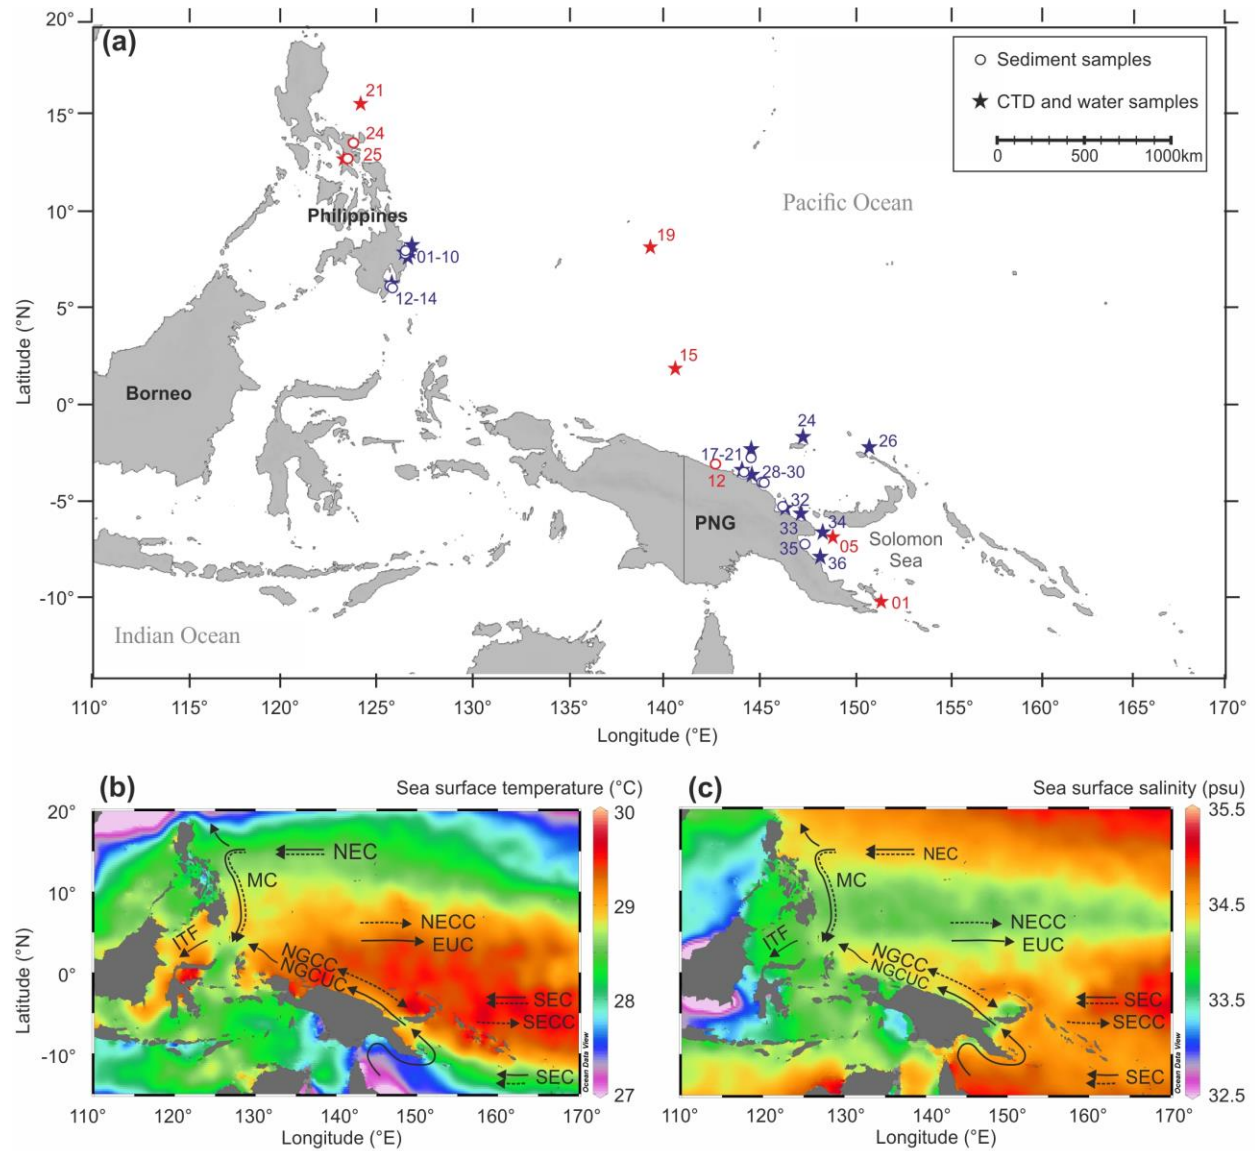 (a)
Sediment samples
CTD and water samples
0 500 1000km
20°
15°
10°
5°
0°
-5°
-10°
Latitude (°N)
21
24
25
Philippines
Pacific Ocean
01-10
12-14
19
15
Borneo
24
26
17-21
12
28-30
32
PNG
33
34
35
05
36
Solomon
Sea
01
Indian Ocean
110° 115° 120° 125° 130° 135° 140° 145° 150° 155° 160° 165° 170°
Longitude (°E)
(b)
Sea surface temperature (°C)
20°
10°
0°
-10°
Latitude (°N)
NEC
MC
NECC
EUC
ITF
NGCC
NGCUC
SEC
SECC
SEC
Ocean Data View
30
29
28
27
110 120 130 140 150 160 170
Longitude (°E)
(c)
Sea surface salinity (psu)
NEC
MC
NECC
EUC
ITF
NGCC
NGCUC
SEC
SECC
SEC
Ocean Data View
35.5
34.5
33.5
32.5
110 120 130 140 150 160 170
Longitude (°E)